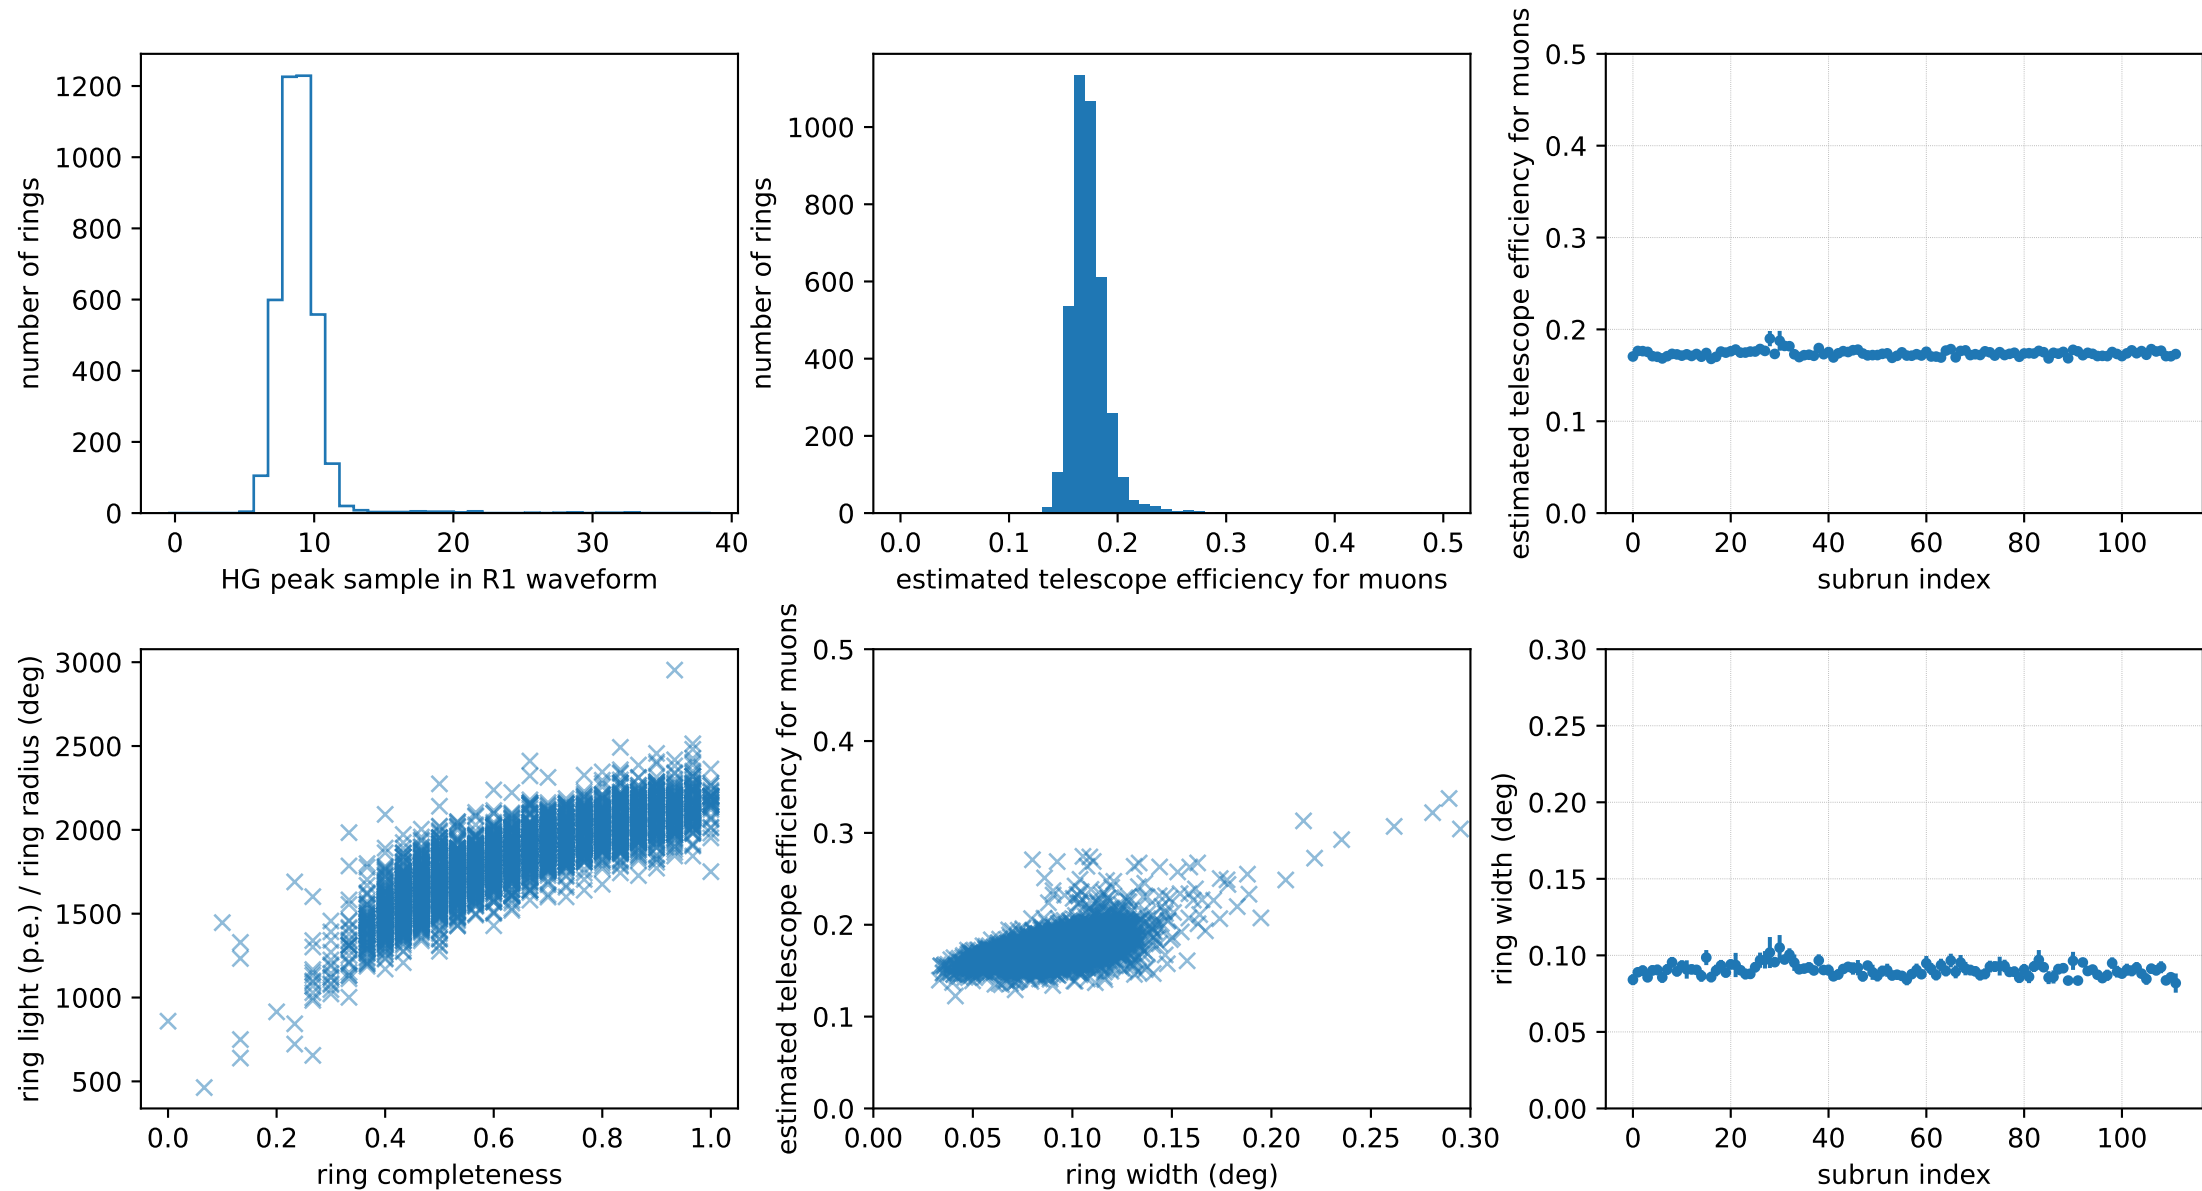 number of rings
1200
1000
800
600
400
200
0
0 10 20 30 40
HG peak sample in R1 waveform
number of rings
1000
800
600
400
200
0
0.0 0.1 0.2 0.3 0.4 0.5
estimated telescope efficiency for muons
estimated telescope efficiency for muons
0.5
0.4
0.3
0.2
0.1
0.0
0 20 40 60 80 100
subrun index
ring light (p.e.) / ring radius (deg)
3000
2500
2000
1500
1000
500
0.0 0.2 0.4 0.6 0.8 1.0
ring completeness
estimated telescope efficiency for muons
0.5
0.4
0.3
0.2
0.1
0.0
0.00 0.05 0.10 0.15 0.20 0.25 0.30
ring width (deg)
ring width (deg)
0.30
0.25
0.20
0.15
0.10
0.05
0.00
0 20 40 60 80 100
subrun index